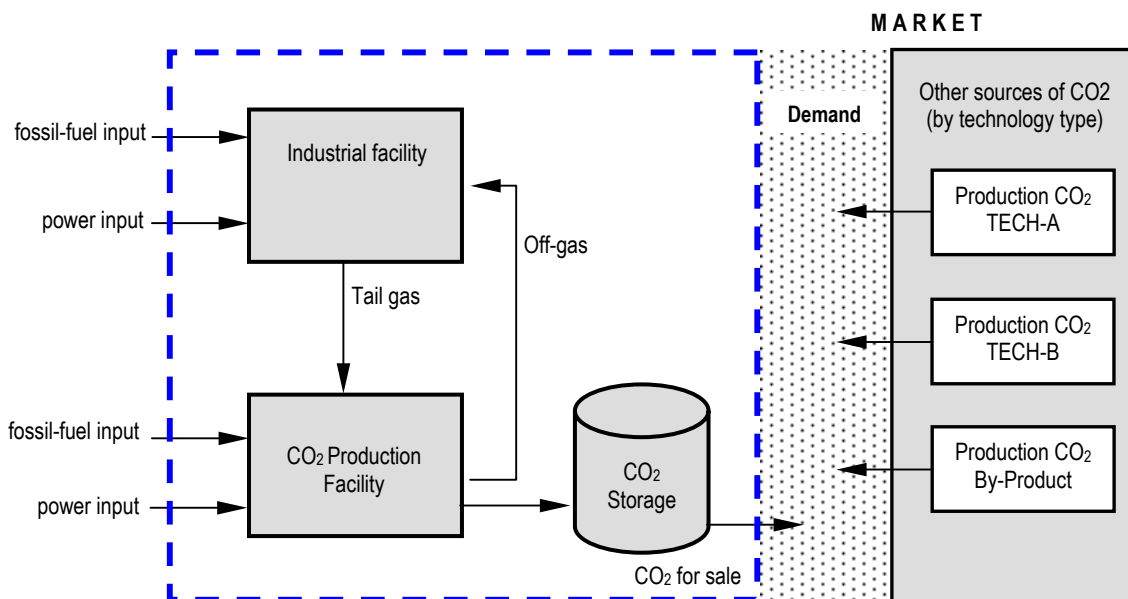 MARKET
Other sources of CO2
(by technology type)
Demand
fossil-fuel input
Industrial facility
power input
Production CO₂
TECH-A
Off-gas
Tail gas
Production CO₂
TECH-B
fossil-fuel input
CO₂ Production
Facility
power input
CO₂
Storage
Production CO₂
By-Product
CO₂ for sale